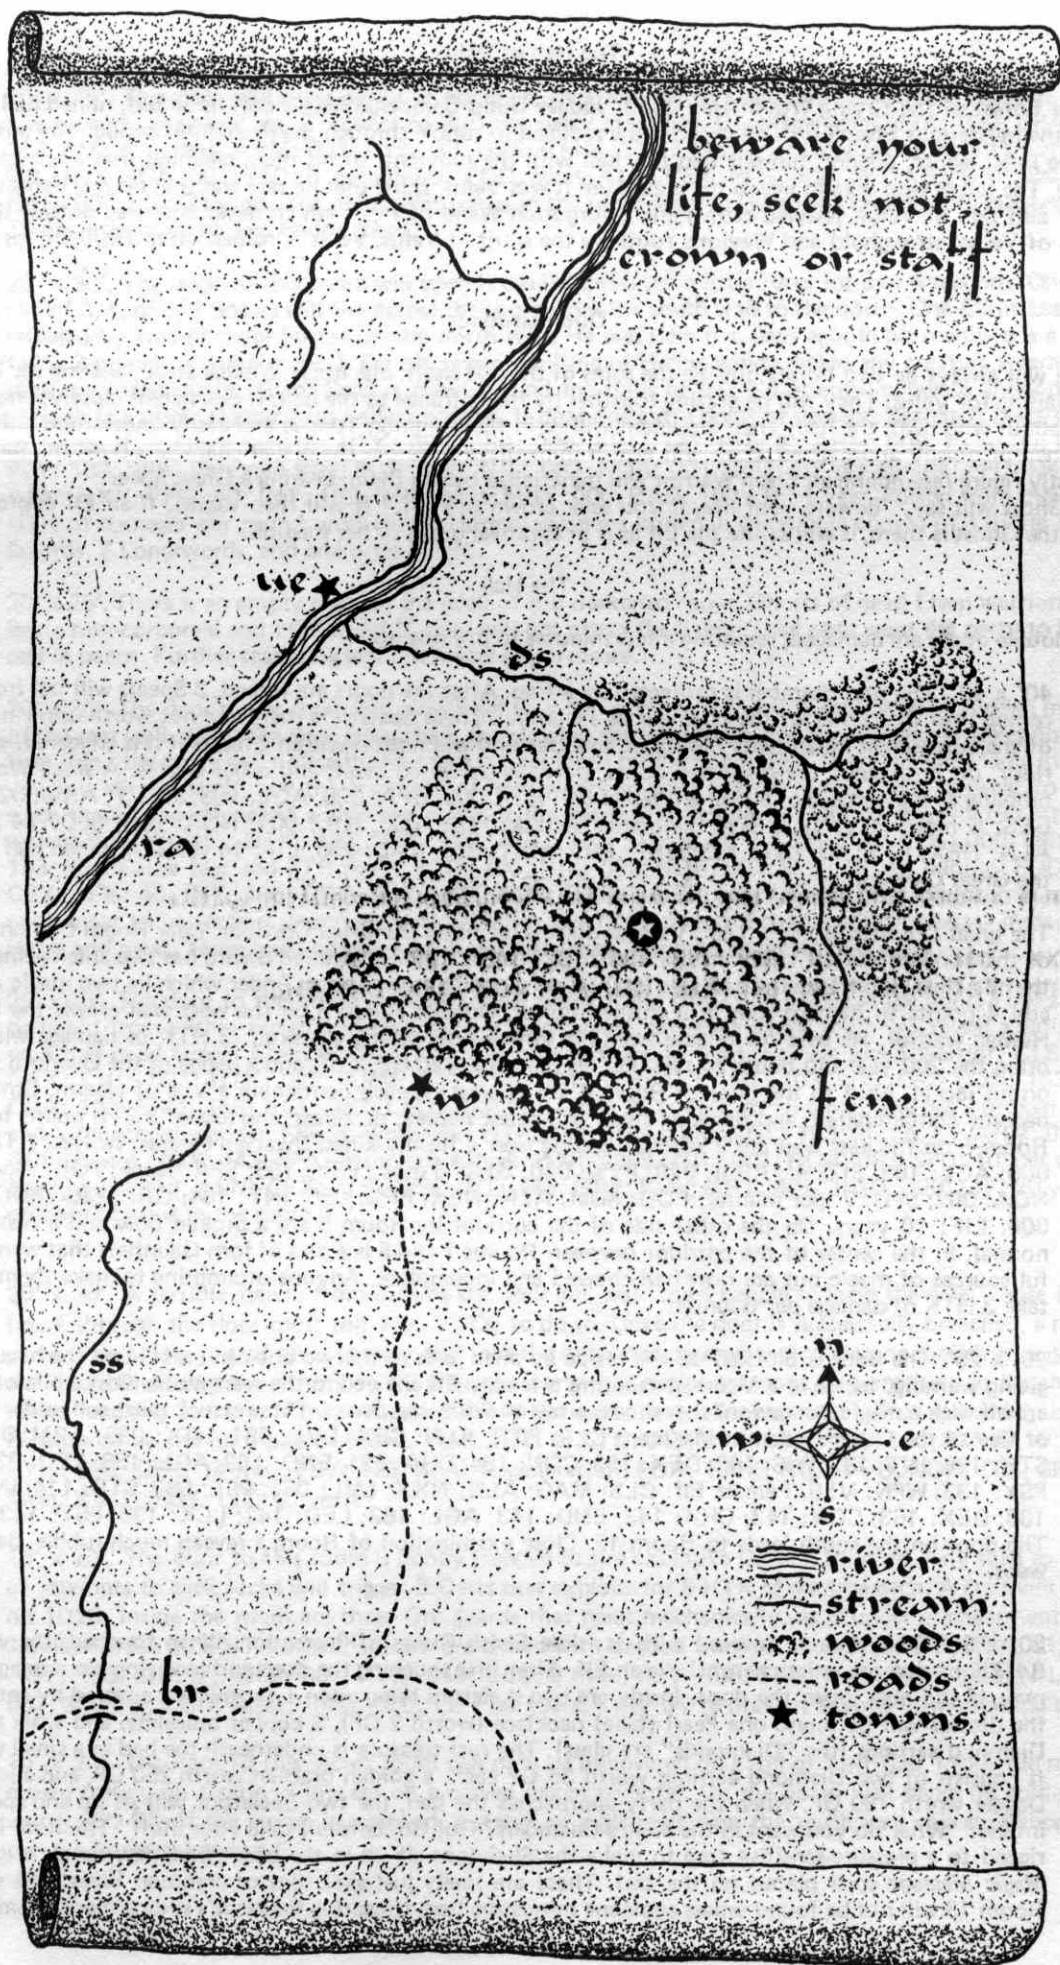 beware your
life, seek not
crown or staff
ue
ds
ra
w
few
ss
n
w e
s
river
stream
woods
roads
towns
br